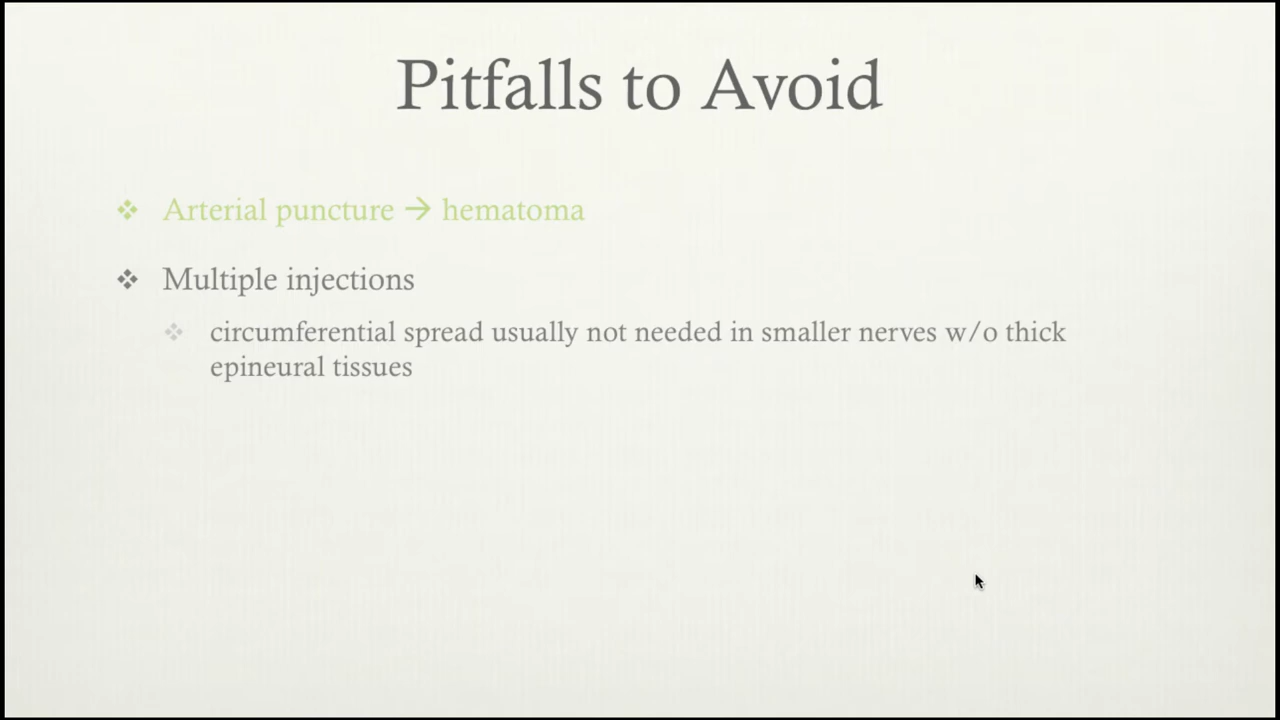 Pitfalls to Avoid
❖ Arterial puncture → hematoma
❖ Multiple injections
❖ circumferential spread usually not needed in smaller nerves w/o thick
epineural tissues